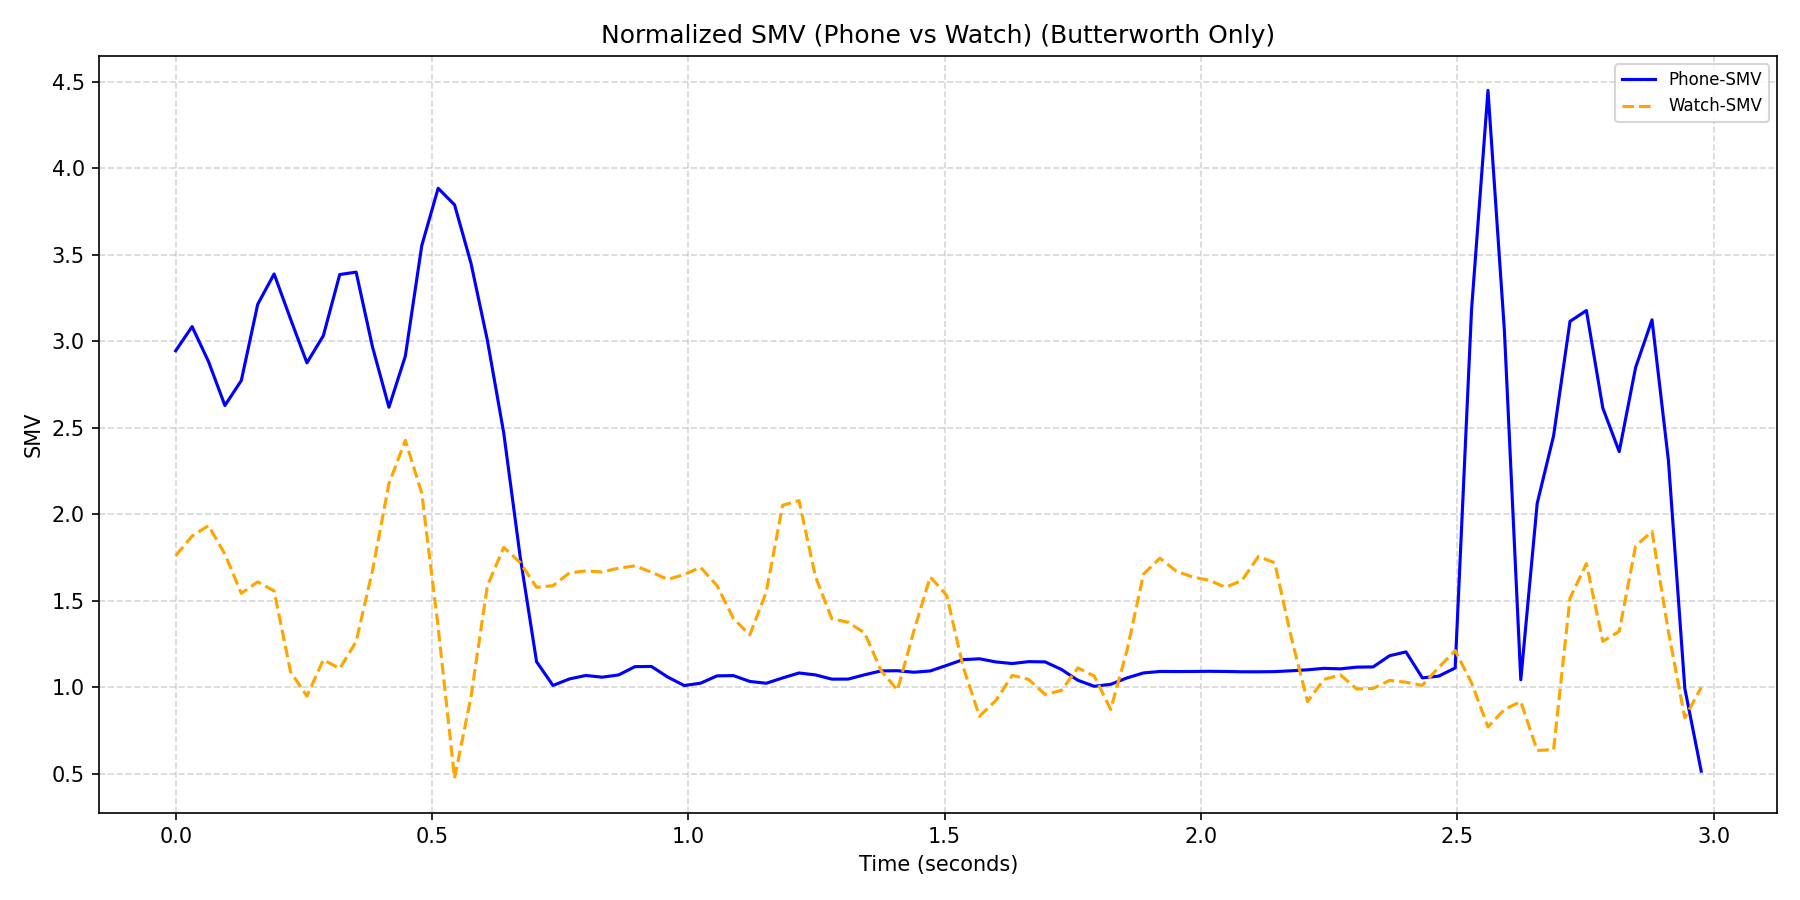 Normalized SMV (Phone vs Watch) (Butterworth Only)
Phone-SMV
Watch-SMV
SMV
4.5
4.0
3.5
3.0
2.5
2.0
1.5
1.0
0.5
0.0 0.5 1.0 1.5 2.0 2.5 3.0
Time (seconds)